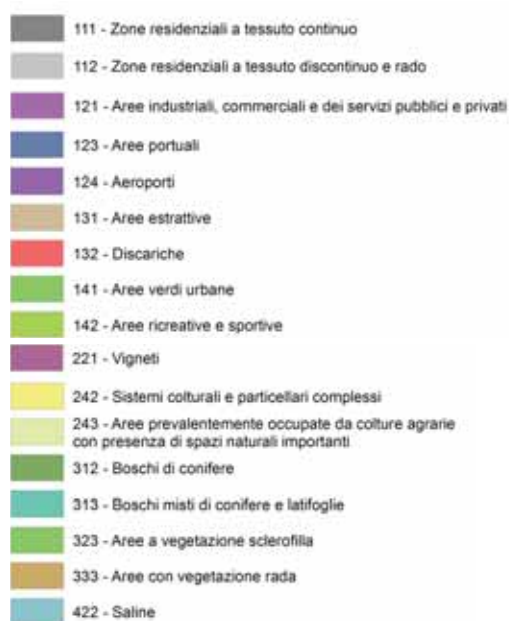 111 - Zone residenziali a tessuto continuo
112 - Zone residenziali a tessuto discontinuo e rado
121 - Aree industriali, commerciali e dei servizi pubblici e privati
123 - Aree portuali
124 - Aeroporti
131 - Aree estrattive
132 - Discariche
141 - Aree verdi urbane
142 - Aree ricreative e sportive
221 - Vigneti
242 - Sistemi colturali e particellari complessi
243 - Aree prevalentemente occupate da colture agrarie
con presenza di spazi naturali importanti
312 - Boschi di conifere
313 - Boschi misti di conifere e latifoglie
323 - Aree a vegetazione sclerofilla
333 - Aree con vegetazione rada
422 - Saline